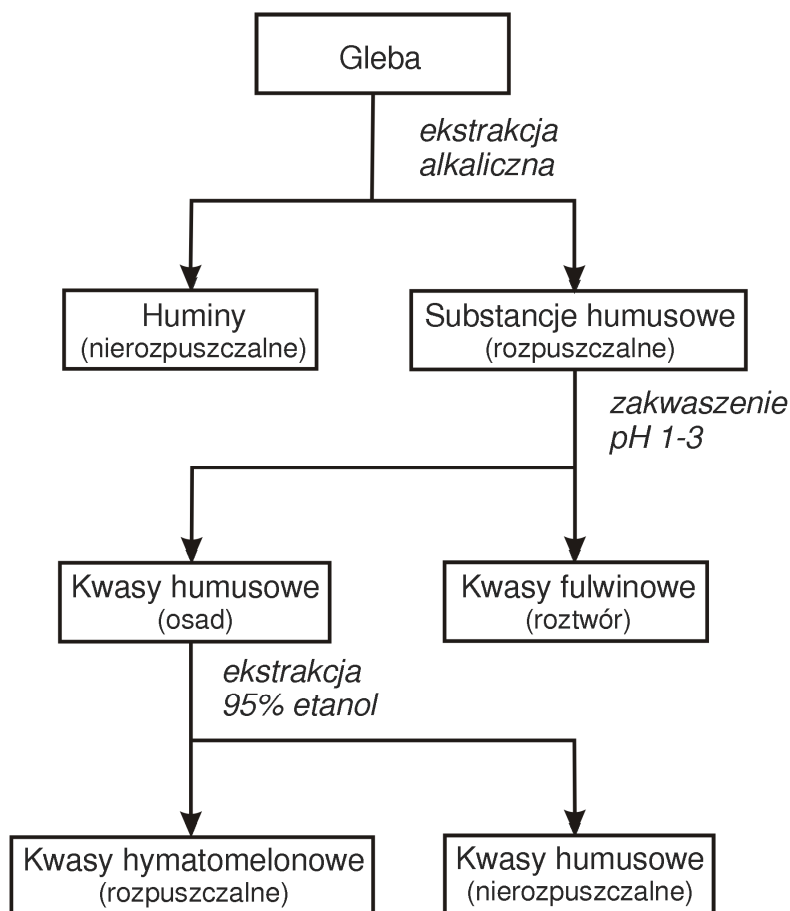 Gleba
ekstrakcja
alkaliczna
Huminy
(nierozpuszczalne)
Substancje humusowe
(rozpuszczalne)
zakwaszenie
pH 1-3
Kwasy humusowe
(osad)
Kwasy fulwinowe
(roztwór)
ekstrakcja
95% etanol
Kwasy hymatomelonowe
(rozpuszczalne)
Kwasy humusowe
(nierozpuszczalne)